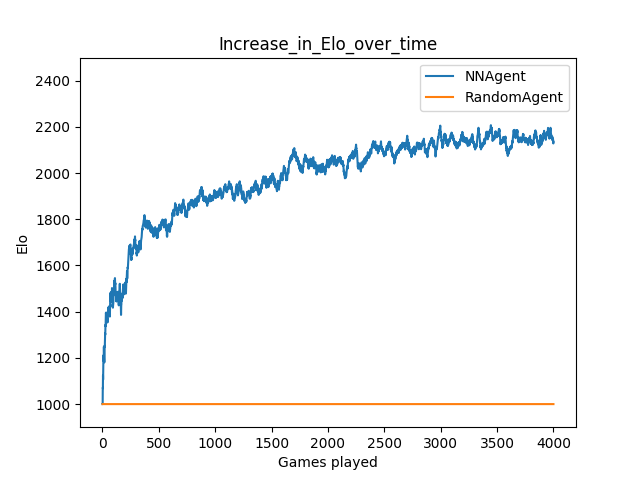 Increase_in_Elo_over_time
NNAgent
RandomAgent
2400
2200
2000
1800
1600
1400
1200
1000
Elo
0 500 1000 1500 2000 2500 3000 3500 4000
Games played